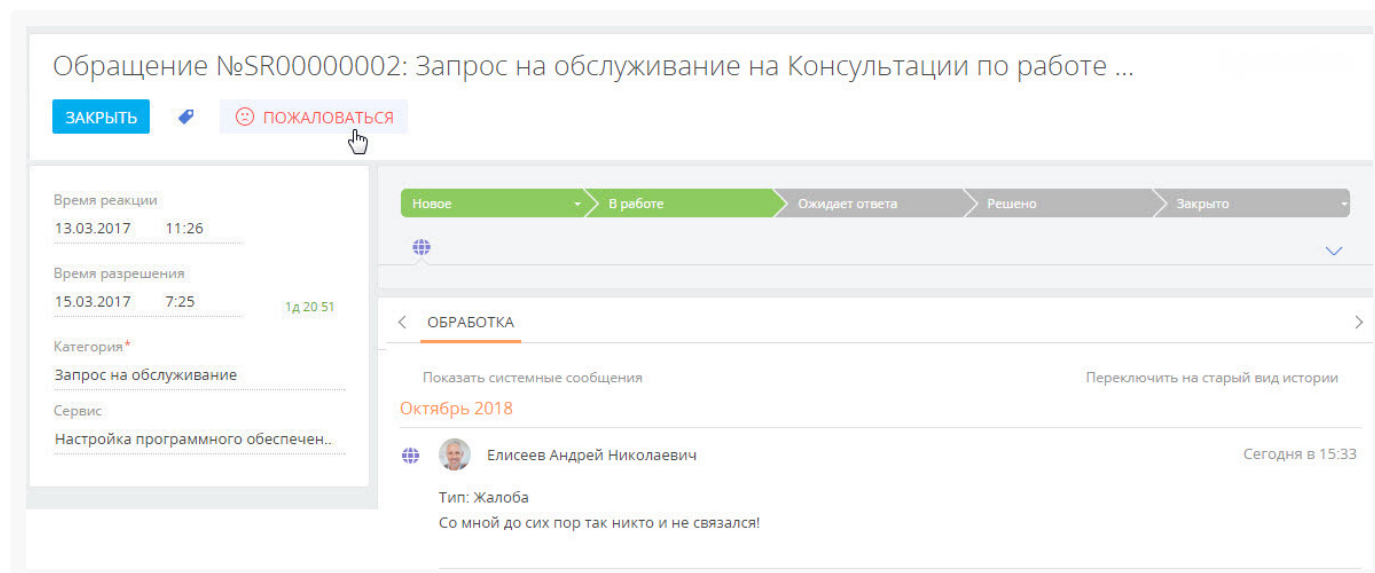 Обращение №SR00000002: Запрос на обслуживание на Консультации по работе ...
ЗАКРЫТЬ ПОЖАЛОВАТЬСЯ
Время реакции
13.03.2017 11:26
Время разрешения
15.03.2017 7:25 1д 20 51
Категория*
Запрос на обслуживание
Сервис
Настройка программного обеспечен..
Новое В работе Ожидает ответа Решено Закрыто
ОБРАБОТКА
Показать системные сообщения Переключить на старый вид истории
Октябрь 2018
Елисеев Андрей Николаевич Сегодня в 15:33
Тип: Жалоба
Со мной до сих пор так никто и не связался!